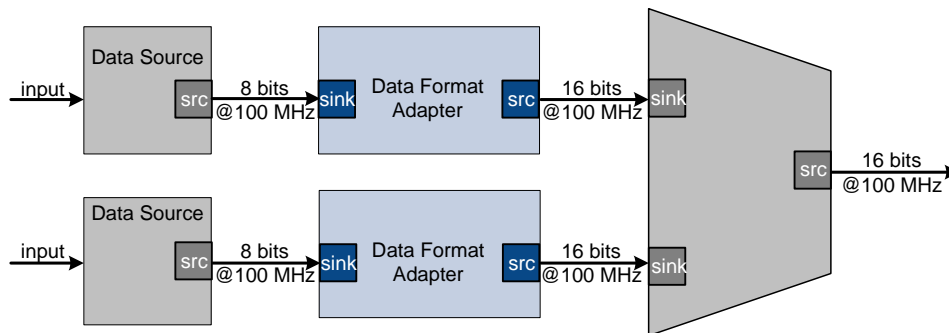 Data Source
input
src
8 bits
@100 MHz
sink
Data Format
Adapter
src
16 bits
@100 MHz
sink
src
16 bits
@100 MHz
Data Source
input
src
8 bits
@100 MHz
sink
Data Format
Adapter
src
16 bits
@100 MHz
sink